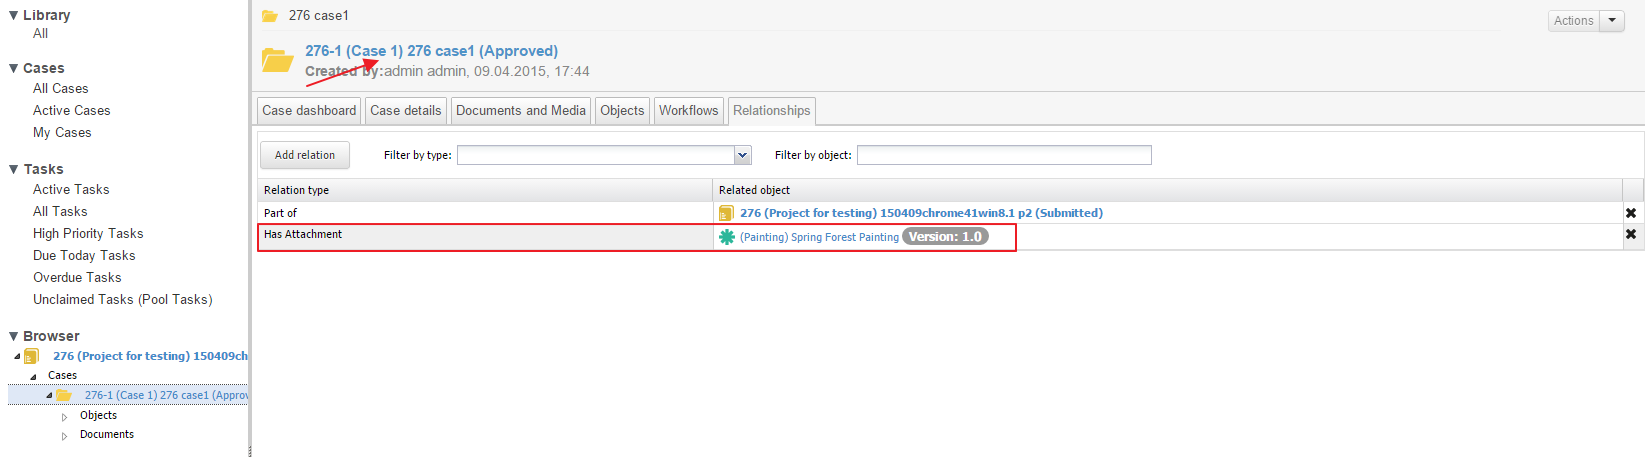 Library
All
Cases
All Cases
Active Cases
My Cases
Tasks
Active Tasks
All Tasks
High Priority Tasks
Due Today Tasks
Overdue Tasks
Unclaimed Tasks (Pool Tasks)
Browser
276 (Project for testing) 150409ch
Cases
276-1 (Case 1) 276 case1 (Approv
Objects
Documents
276 case1
Actions
276-1 (Case 1) 276 case1 (Approved)
Created by:admin admin, 09.04.2015, 17:44
Case dashboard Case details Documents and Media Objects Workflows Relationships
Add relation Filter by type: Filter by object:
Relation type Related object
Part of 276 (Project for testing) 150409chrome41win8.1 p2 (Submitted)
Has Attachment (Painting) Spring Forest Painting Version: 1.0